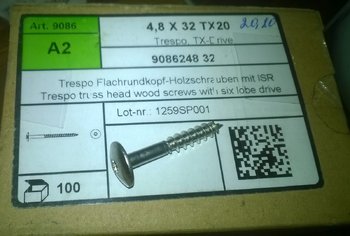 Art. 9086
4,8 X 32 TX20
20,10
A2
Trespo, TX-Drive
9086248 32
Trespo Flachrundkopf-Holzschrauben mit ISR
Trespo truss head wood screws with six lobe drive
Lot-nr.: 1259SP001
100